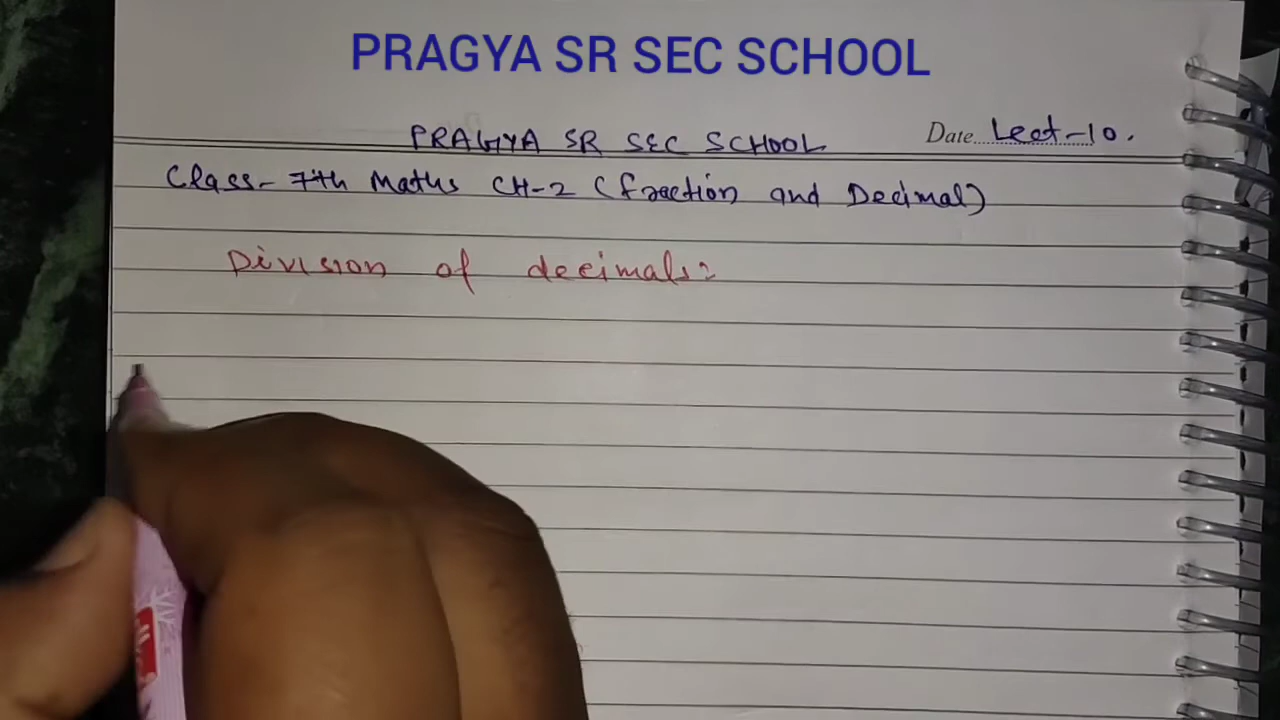 PRAGYA SR SEC SCHOOL
PRAGYA SR SEC SCHOOL Date Lect-10.
Class- 7th Maths CH-2 (fraction and Decimal)
Division of decimals: